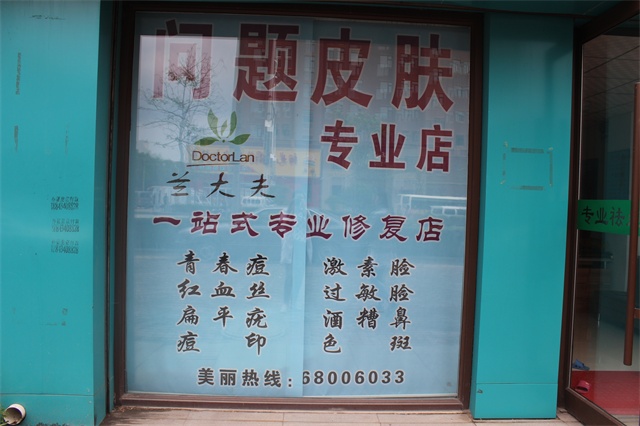 问题皮肤
专业店
DoctorLan
兰大夫
一站式专业修复店
青春痘
红血丝
扁平疣
痘印
激素脸
过敏脸
酒糟鼻
色斑
美丽热线:68006033
专业祛